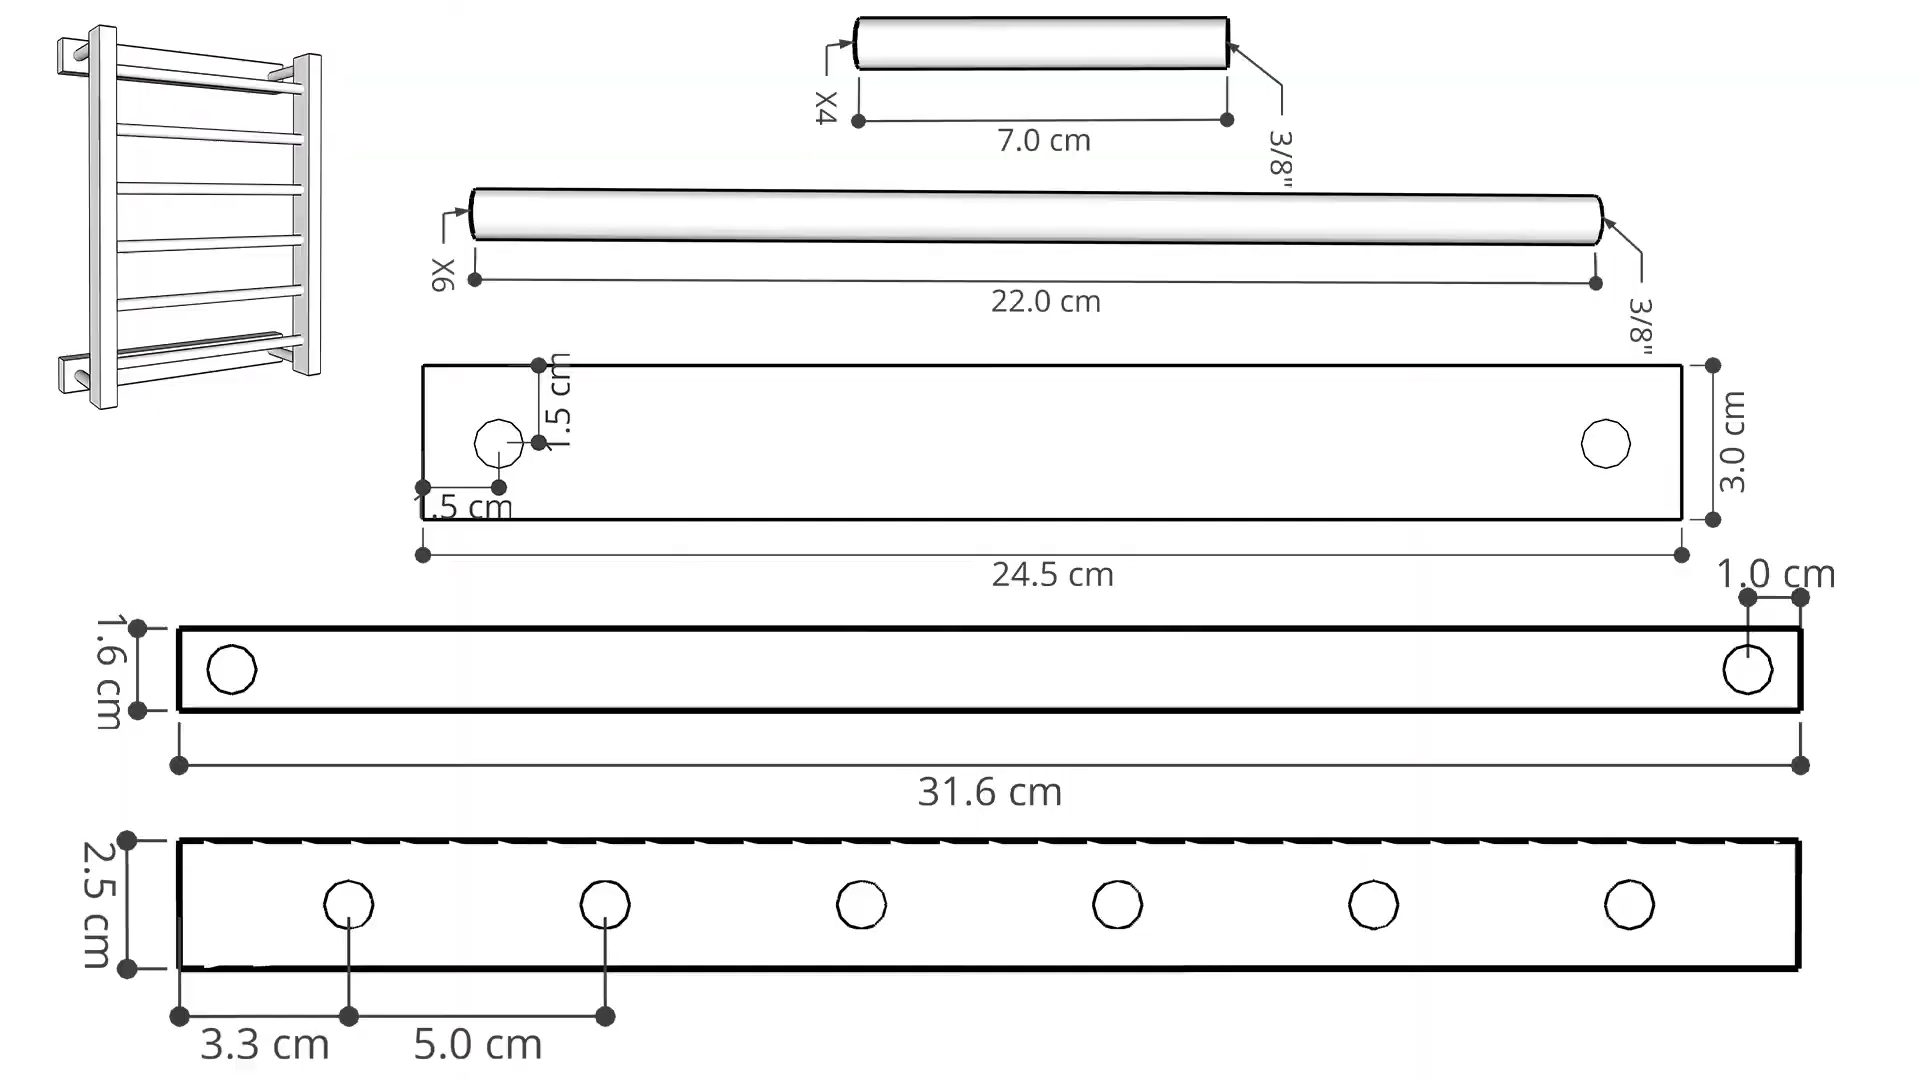 X4
7.0 cm
3/8"
X6
22.0 cm
3/8"
1.5 cm
1.5 cm
3.0 cm
24.5 cm
1.0 cm
1.6 cm
31.6 cm
2.5 cm
3.3 cm
5.0 cm